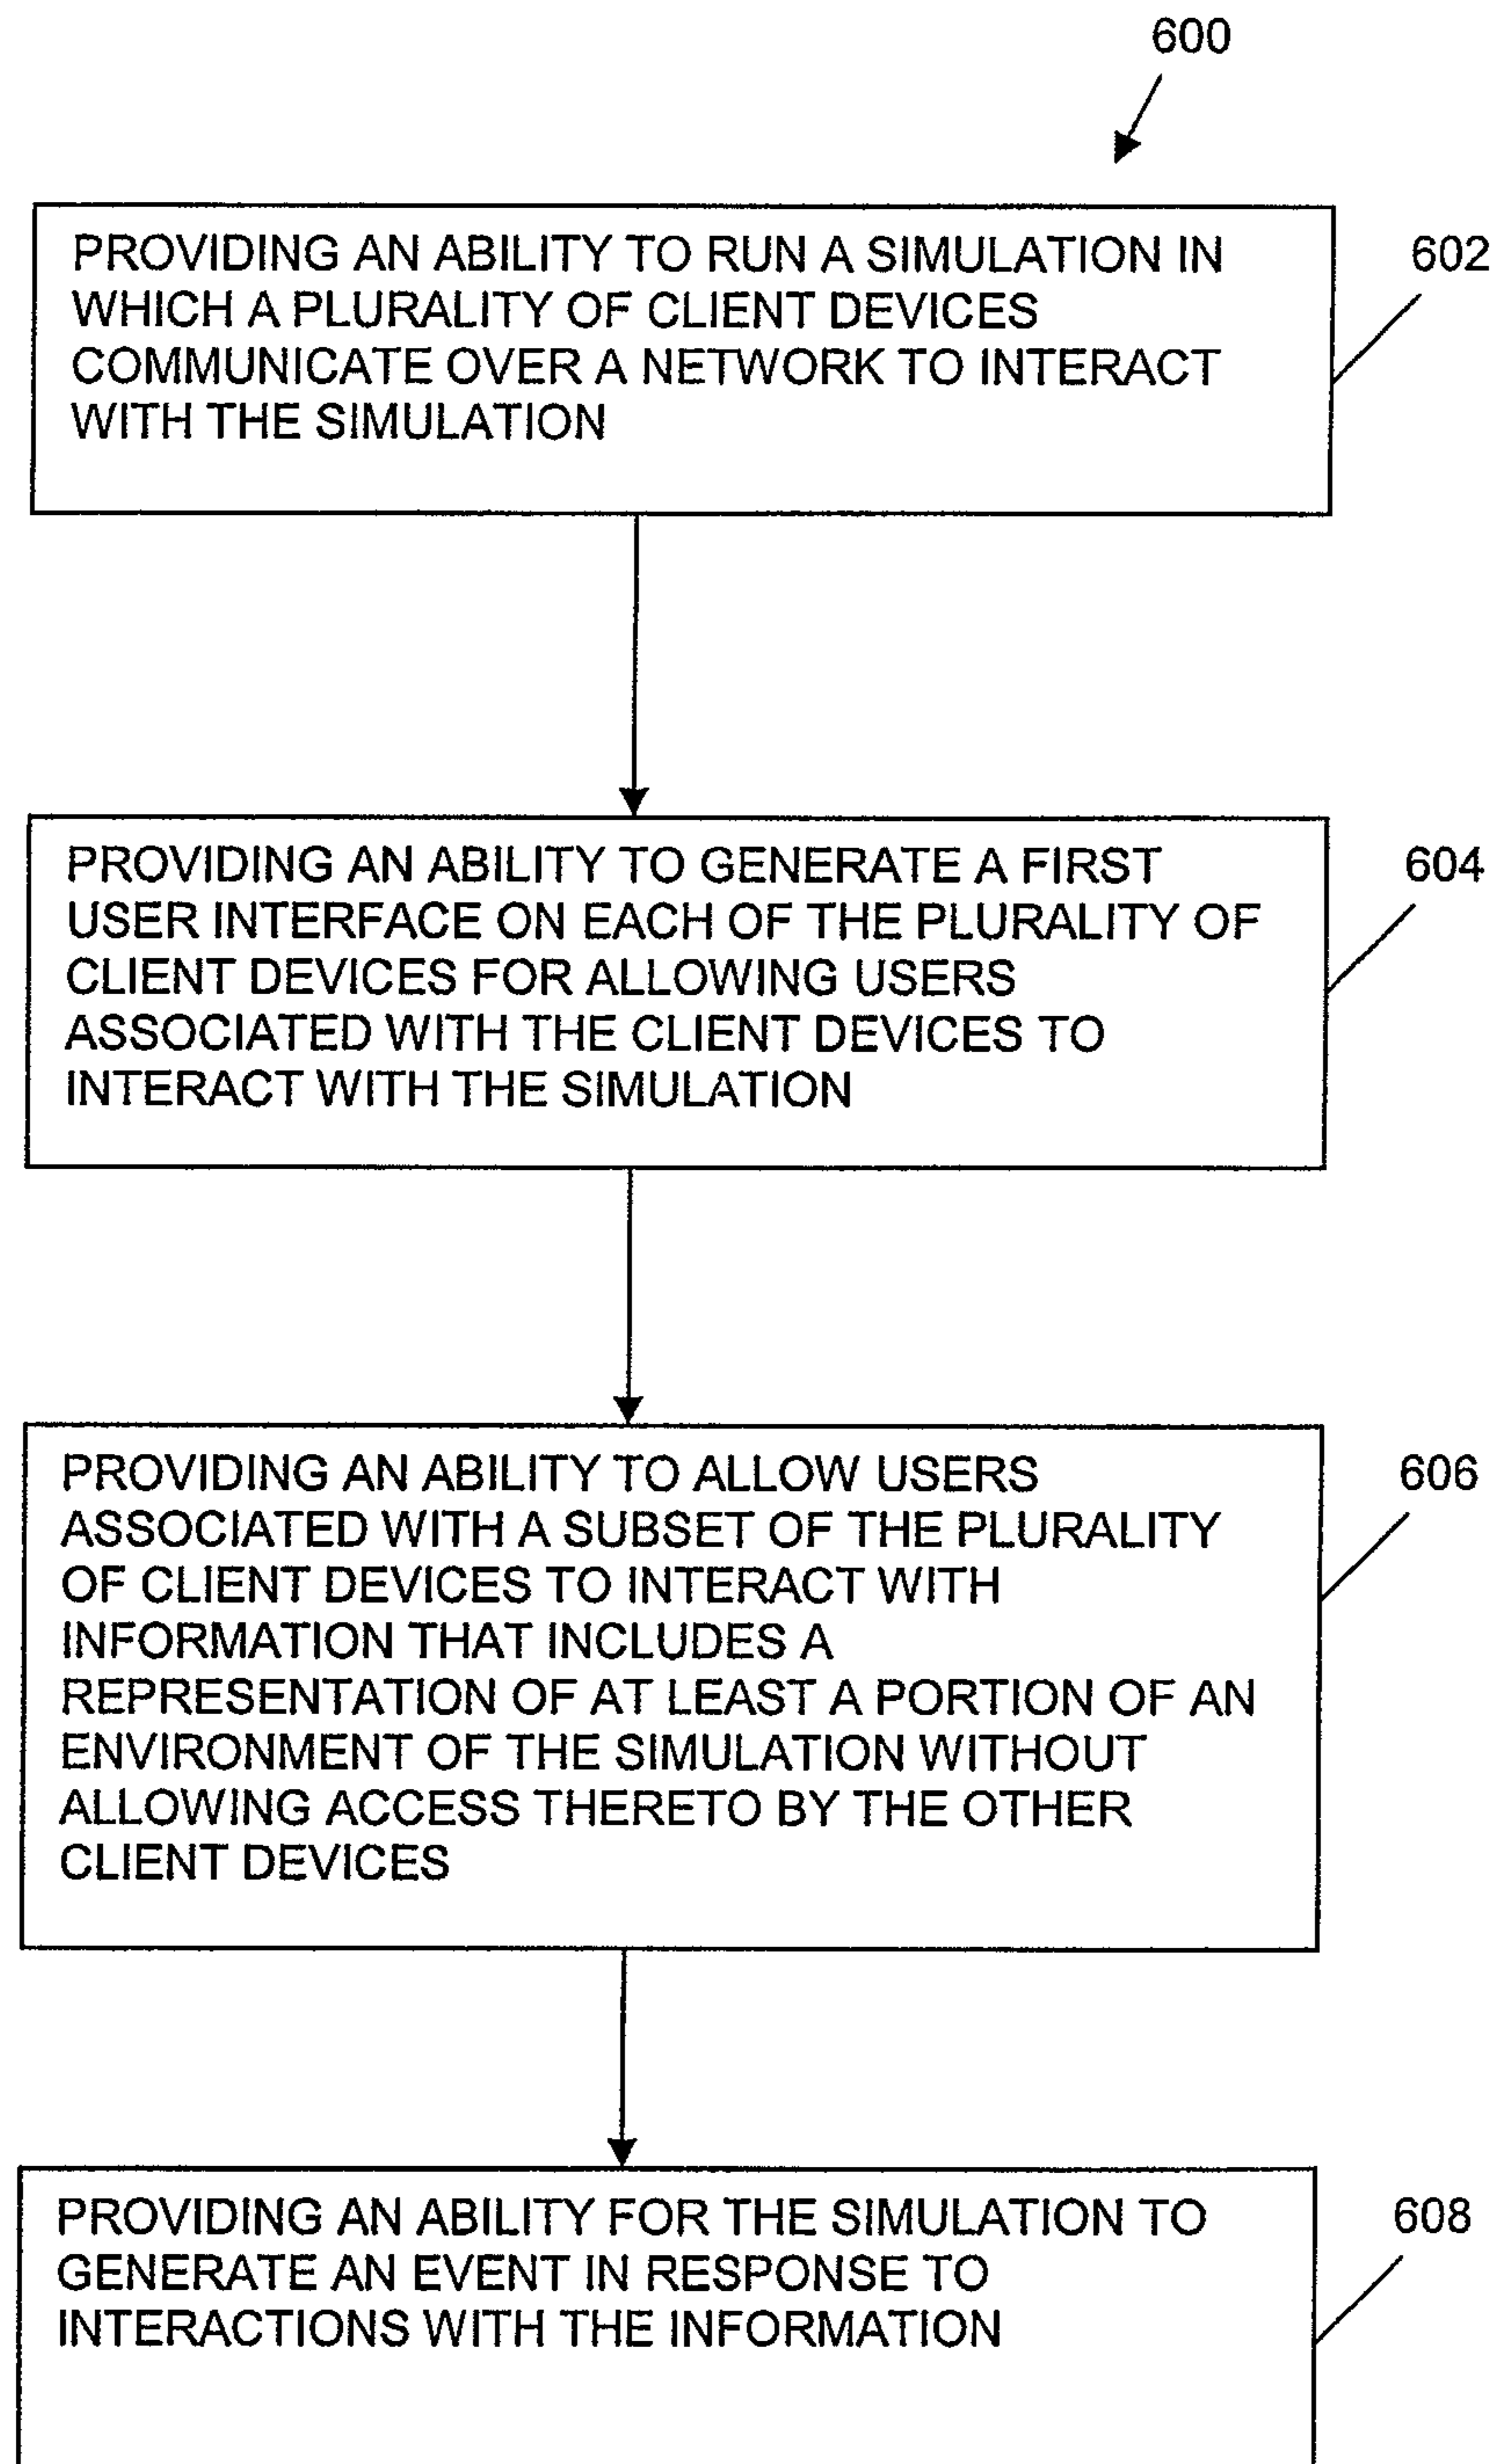 600
PROVIDING AN ABILITY TO RUN A SIMULATION IN
WHICH A PLURALITY OF CLIENT DEVICES
COMMUNICATE OVER A NETWORK TO INTERACT
WITH THE SIMULATION
602
PROVIDING AN ABILITY TO GENERATE A FIRST
USER INTERFACE ON EACH OF THE PLURALITY OF
CLIENT DEVICES FOR ALLOWING USERS
ASSOCIATED WITH THE CLIENT DEVICES TO
INTERACT WITH THE SIMULATION
604
PROVIDING AN ABILITY TO ALLOW USERS
ASSOCIATED WITH A SUBSET OF THE PLURALITY
OF CLIENT DEVICES TO INTERACT WITH
INFORMATION THAT INCLUDES A
REPRESENTATION OF AT LEAST A PORTION OF AN
ENVIRONMENT OF THE SIMULATION WITHOUT
ALLOWING ACCESS THERETO BY THE OTHER
CLIENT DEVICES
606
PROVIDING AN ABILITY FOR THE SIMULATION TO
GENERATE AN EVENT IN RESPONSE TO
INTERACTIONS WITH THE INFORMATION
608